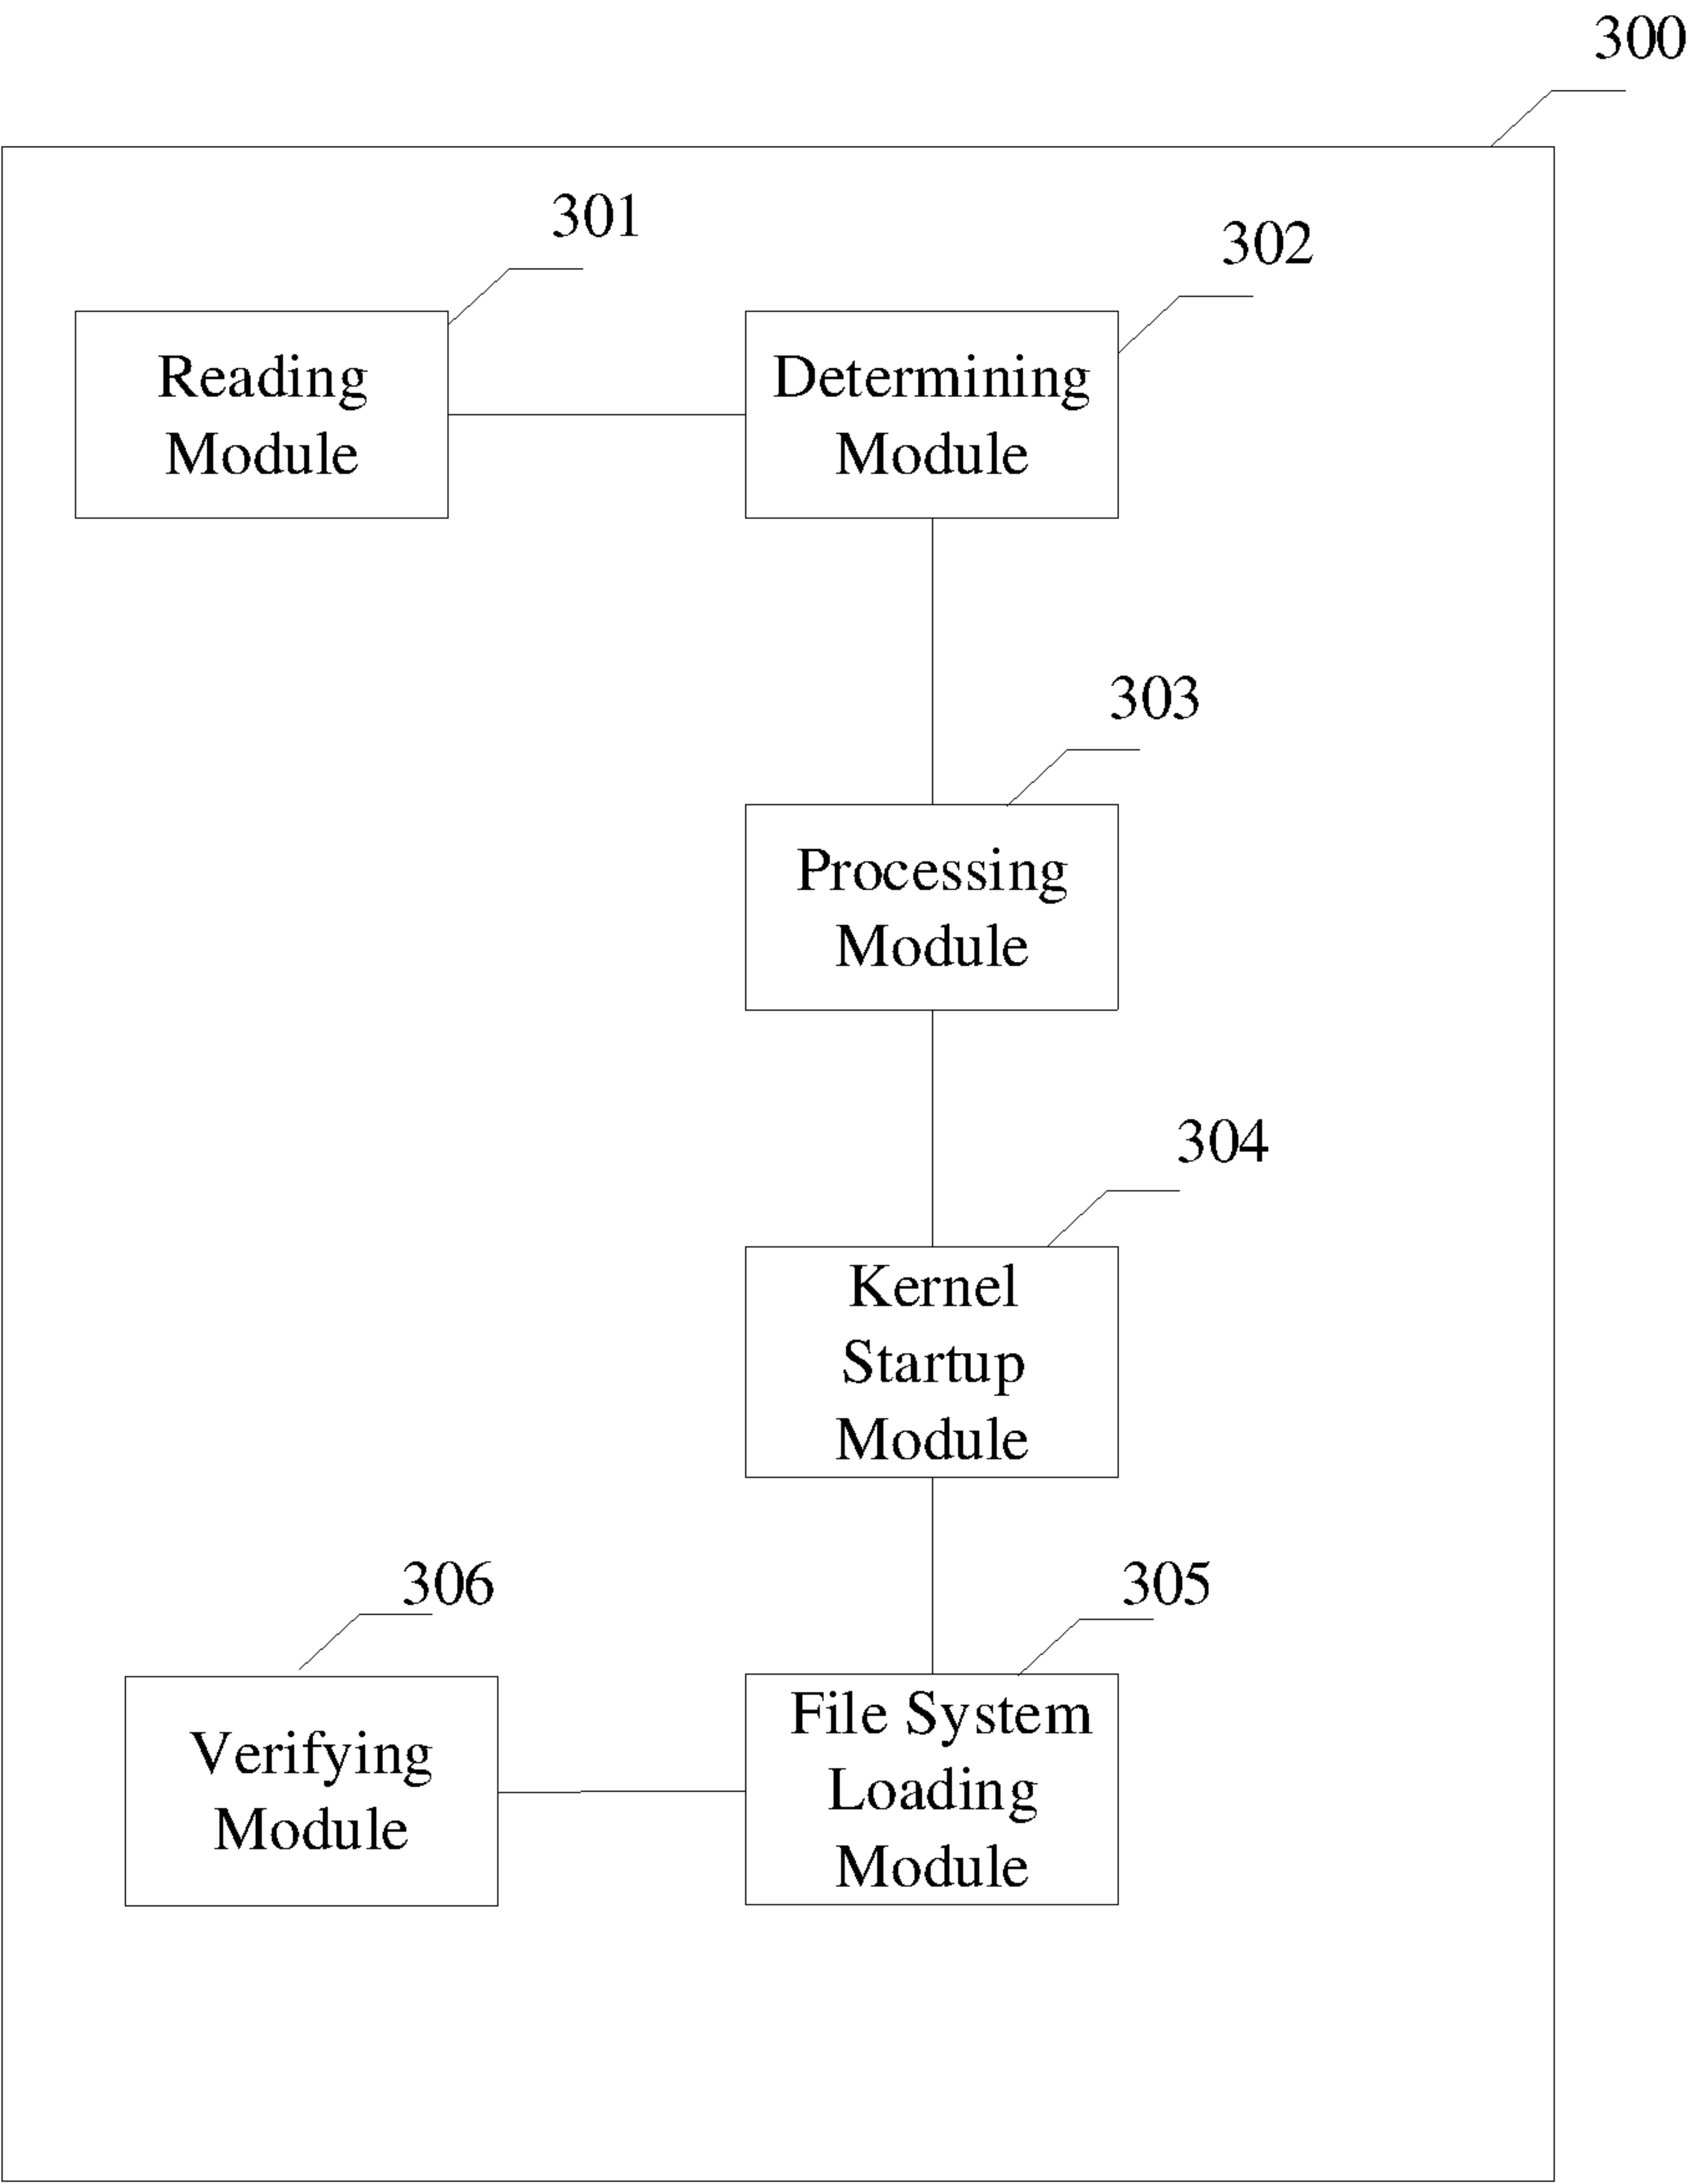 300
301
302
Reading
Module
Determining
Module
303
Processing
Module
304
Kernel
Startup
Module
306
305
Verifying
Module
File System
Loading
Module